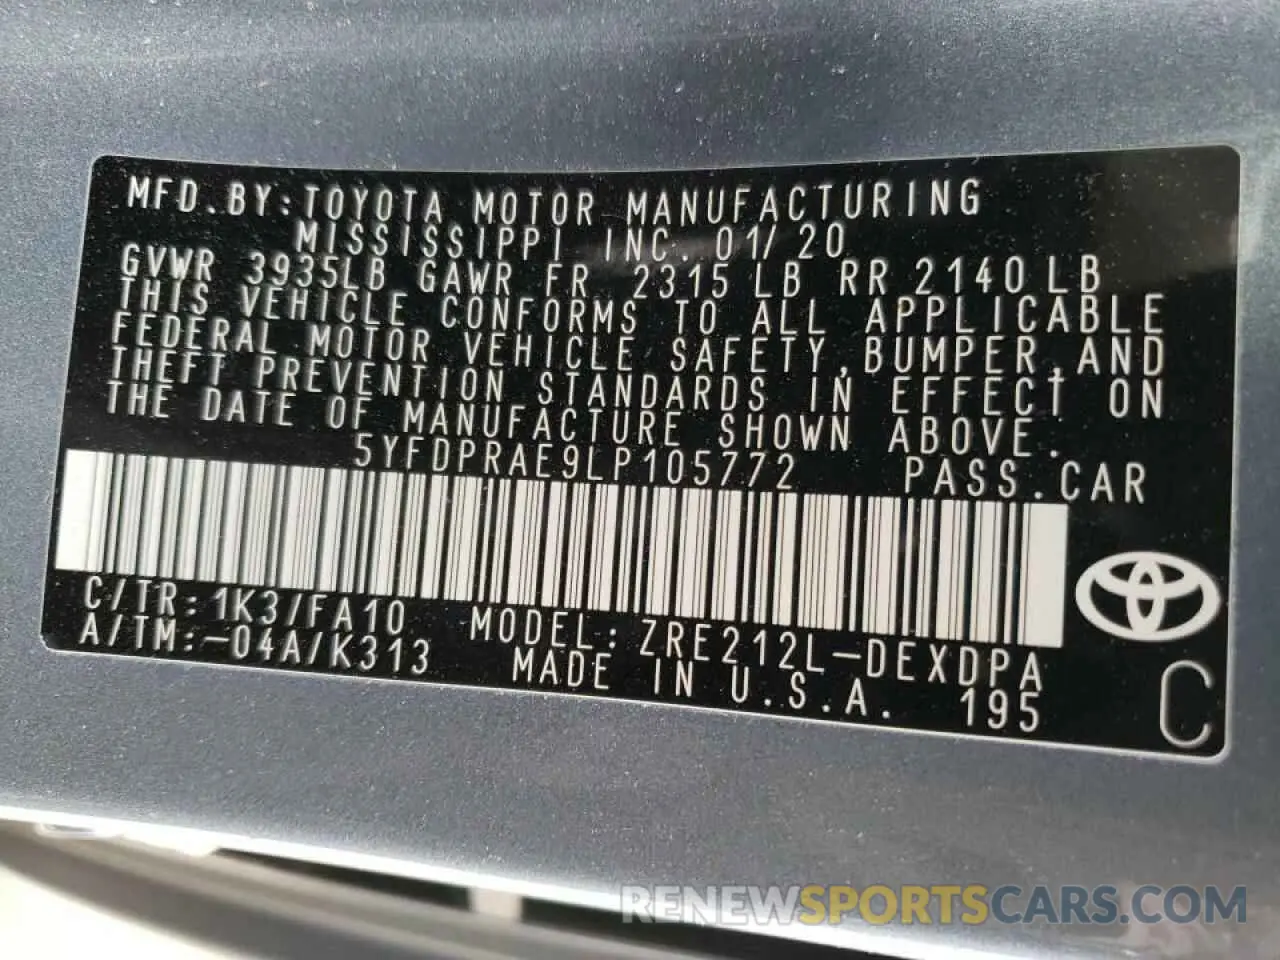 MFD.BY:TOYOTA MOTOR MANUFACTURING
MISSISSIPPI INC. 01/20
GVWR 3935LB GAWR FR 2315 LB RR 2140 LB
THIS VEHICLE CONFORMS TO ALL APPLICABLE
FEDERAL MOTOR VEHICLE SAFETY,BUMPER,AND
THEFT PREVENTION STANDARDS IN EFFECT ON
THE DATE OF MANUFACTURE SHOWN ABOVE.
5YFDPRAE9LP105772 PASS.CAR
C/TR:1K3/FA10 MODEL:ZRE212L-DEXDPA
A/TM:-04A/K313 MADE IN U.S.A. 195
C
RENEWSPORTSCARS.COM